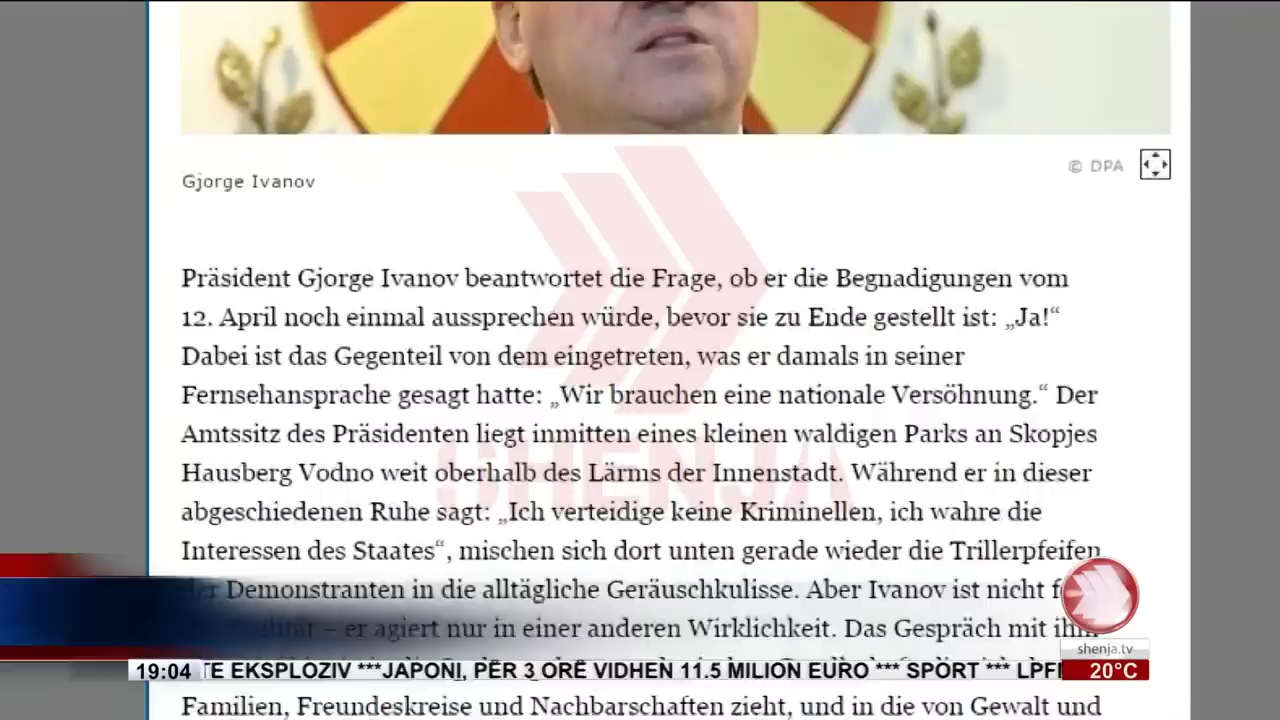 Gjorge Ivanov
© DPA
Präsident Gjorge Ivanov beantwortet die Frage, ob er die Begnadigungen vom
12. April noch einmal aussprechen würde, bevor sie zu Ende gestellt ist: „Ja!“
Dabei ist das Gegenteil von dem eingetreten, was er damals in seiner
Fernsehansprache gesagt hatte: „Wir brauchen eine nationale Versöhnung.“ Der
Amtssitz des Präsidenten liegt inmitten eines kleinen waldigen Parks an Skopjes
Hausberg Vodno weit oberhalb des Lärms der Innenstadt. Während er in dieser
abgeschiedenen Ruhe sagt: „Ich verteidige keine Kriminellen, ich wahre die
Interessen des Staates“, mischen sich dort unten gerade wieder die Trillerpfeifen
der Demonstranten in die alltägliche Geräuschkulisse. Aber Ivanov ist nicht
– er agiert nur in einer anderen Wirklichkeit. Das Gespräch mit ihm
Familien, Freundeskreise und Nachbarschaften zieht, und in die von Gewalt und
SHENJA
shenja.tv
19:04 TE EKSPLOZIV ***JAPONI, PËR 3 ORË VIDHEN 11.5 MILION EURO *** SPORT *** LPFM
20°C